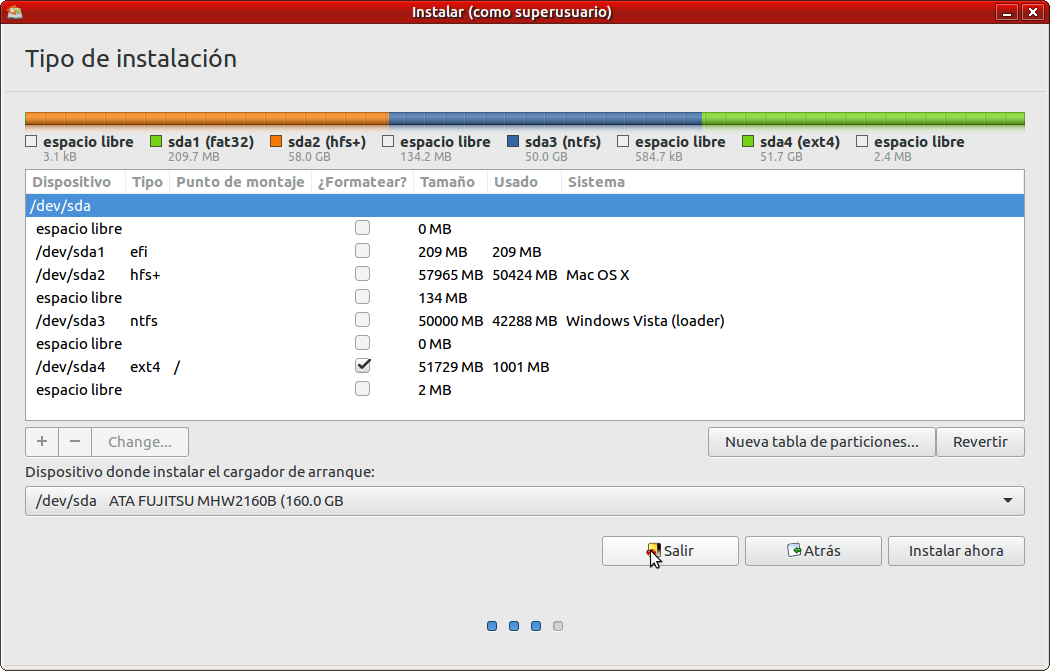 Instalar (como superusuario)
Tipo de instalación
espacio libre sda1 (fat32) sda2 (hfs+) espacio libre sda3 (ntfs) espacio libre sda4 (ext4) espacio libre
3.1 kB 209.7 MB 58.0 GB 134.2 MB 50.0 GB 584.7 kB 51.7 GB 2.4 MB
Dispositivo Tipo Punto de montaje ¿Formatear? Tamaño Usado Sistema
/dev/sda
espacio libre 0 MB
/dev/sda1 efi 209 MB 209 MB
/dev/sda2 hfs+ 57965 MB 50424 MB Mac OS X
espacio libre 134 MB
/dev/sda3 ntfs 50000 MB 42288 MB Windows Vista (loader)
espacio libre 0 MB
/dev/sda4 ext4 / 51729 MB 1001 MB
espacio libre 2 MB
+ − Change... Nueva tabla de particiones... Revertir
Dispositivo donde instalar el cargador de arranque:
/dev/sda ATA FUJITSU MHW2160B (160.0 GB
Salir Atrás Instalar ahora